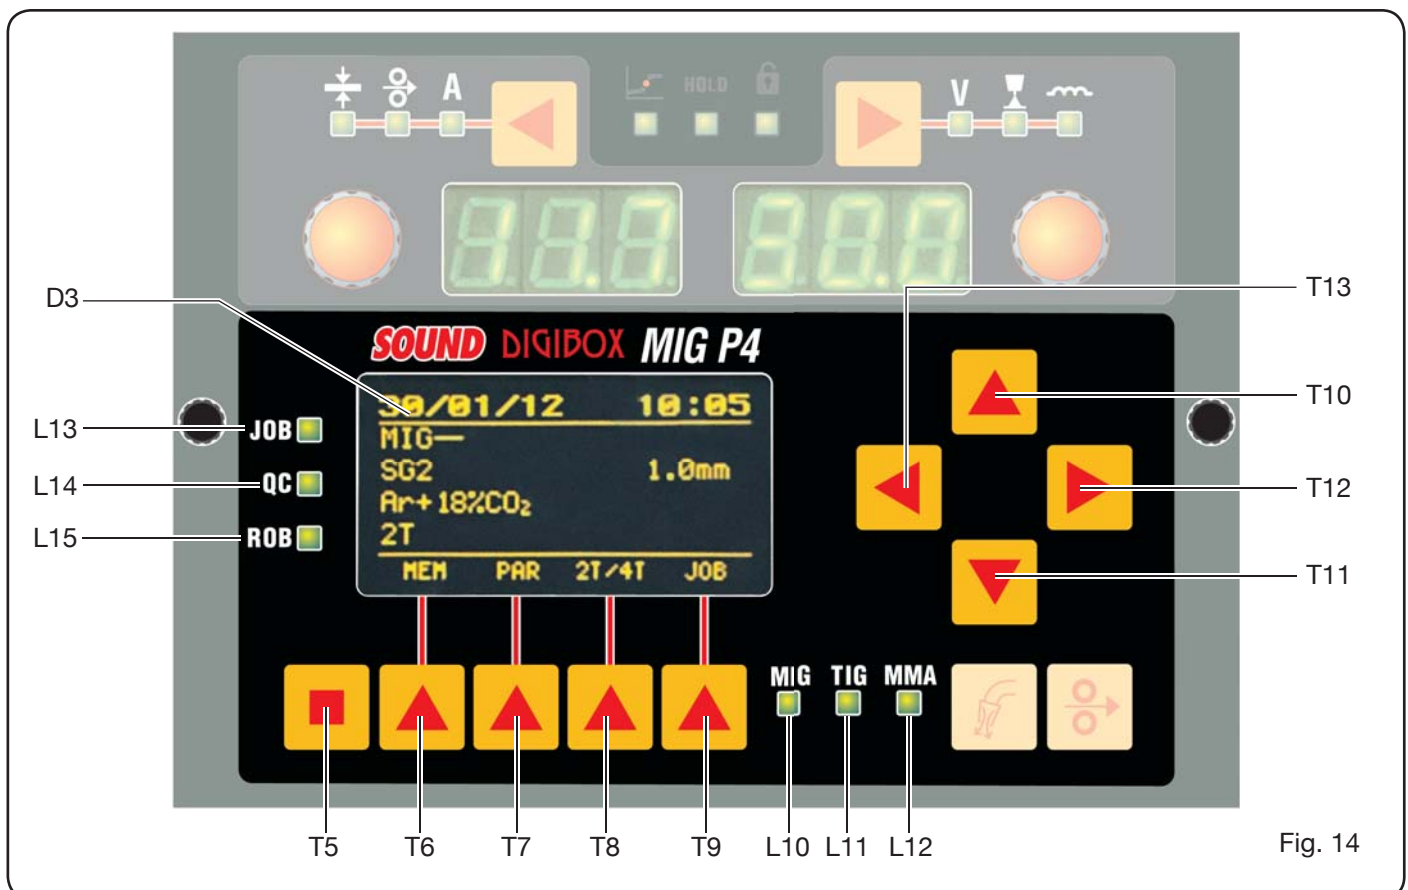 A HOLD V
D3
T13
SOUND DIGIBOX MIG P4
30/01/12 10:05
T10
L13 JOB
MIG
SG2 1.0mm
L14 QC
T12
Ar+18%CO₂
L15 ROB
2T
T11
MEM PAR 2T/4T JOB
MIG TIG MMA
T5 T6 T7 T8 T9 L10 L11 L12
Fig. 14